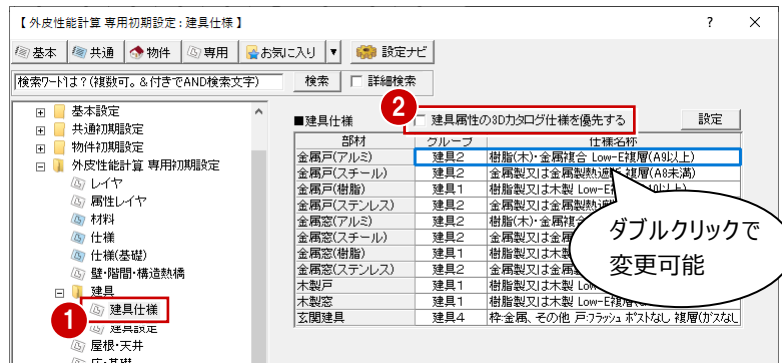 【 外皮性能計算 専用初期設定 : 建具仕様 】
? ×
基本 共通 物件 専用 お気に入り ▼ 設定ナビ
検索ワードは?(複数可。&付きでAND検索文字) 検索 詳細検索
基本設定
共通初期設定
物件初期設定
外皮性能計算 専用初期設定
レイヤ
属性レイヤ
材料
仕様
仕様(基礎)
壁・階間・構造熱橋
建具
1 建具仕様
建具設定
屋根・天井
床・基礎
2
■建具仕様 建具属性の3Dカタログ仕様を優先する 設定
部材 グループ 仕様名称
金属戸(アルミ) 建具2 樹脂(木)・金属複合 Low-E複層(A9以上)
金属戸(スチール) 建具2 金属製又は金属製熱遮断 複層(A8未満)
金属戸(樹脂) 建具1 樹脂製又は木製 Low-E複層(A10以上)
金属戸(ステンレス) 建具2 金属製又は金属製熱遮
金属窓(アルミ) 建具2 樹脂(木)・金属複合
金属窓(スチール) 建具2 金属製又は金属
金属窓(樹脂) 建具1 樹脂製又は木製
金属窓(ステンレス) 建具2 金属製又は金属
木製戸 建具1 樹脂製又は木製 Low
木製窓 建具1 樹脂製又は木製 Low-E複層
玄関建具 建具4 枠:金属、その他 戸:フラッシュ ポストなし 複層(ガスなし
ダブルクリックで
変更可能